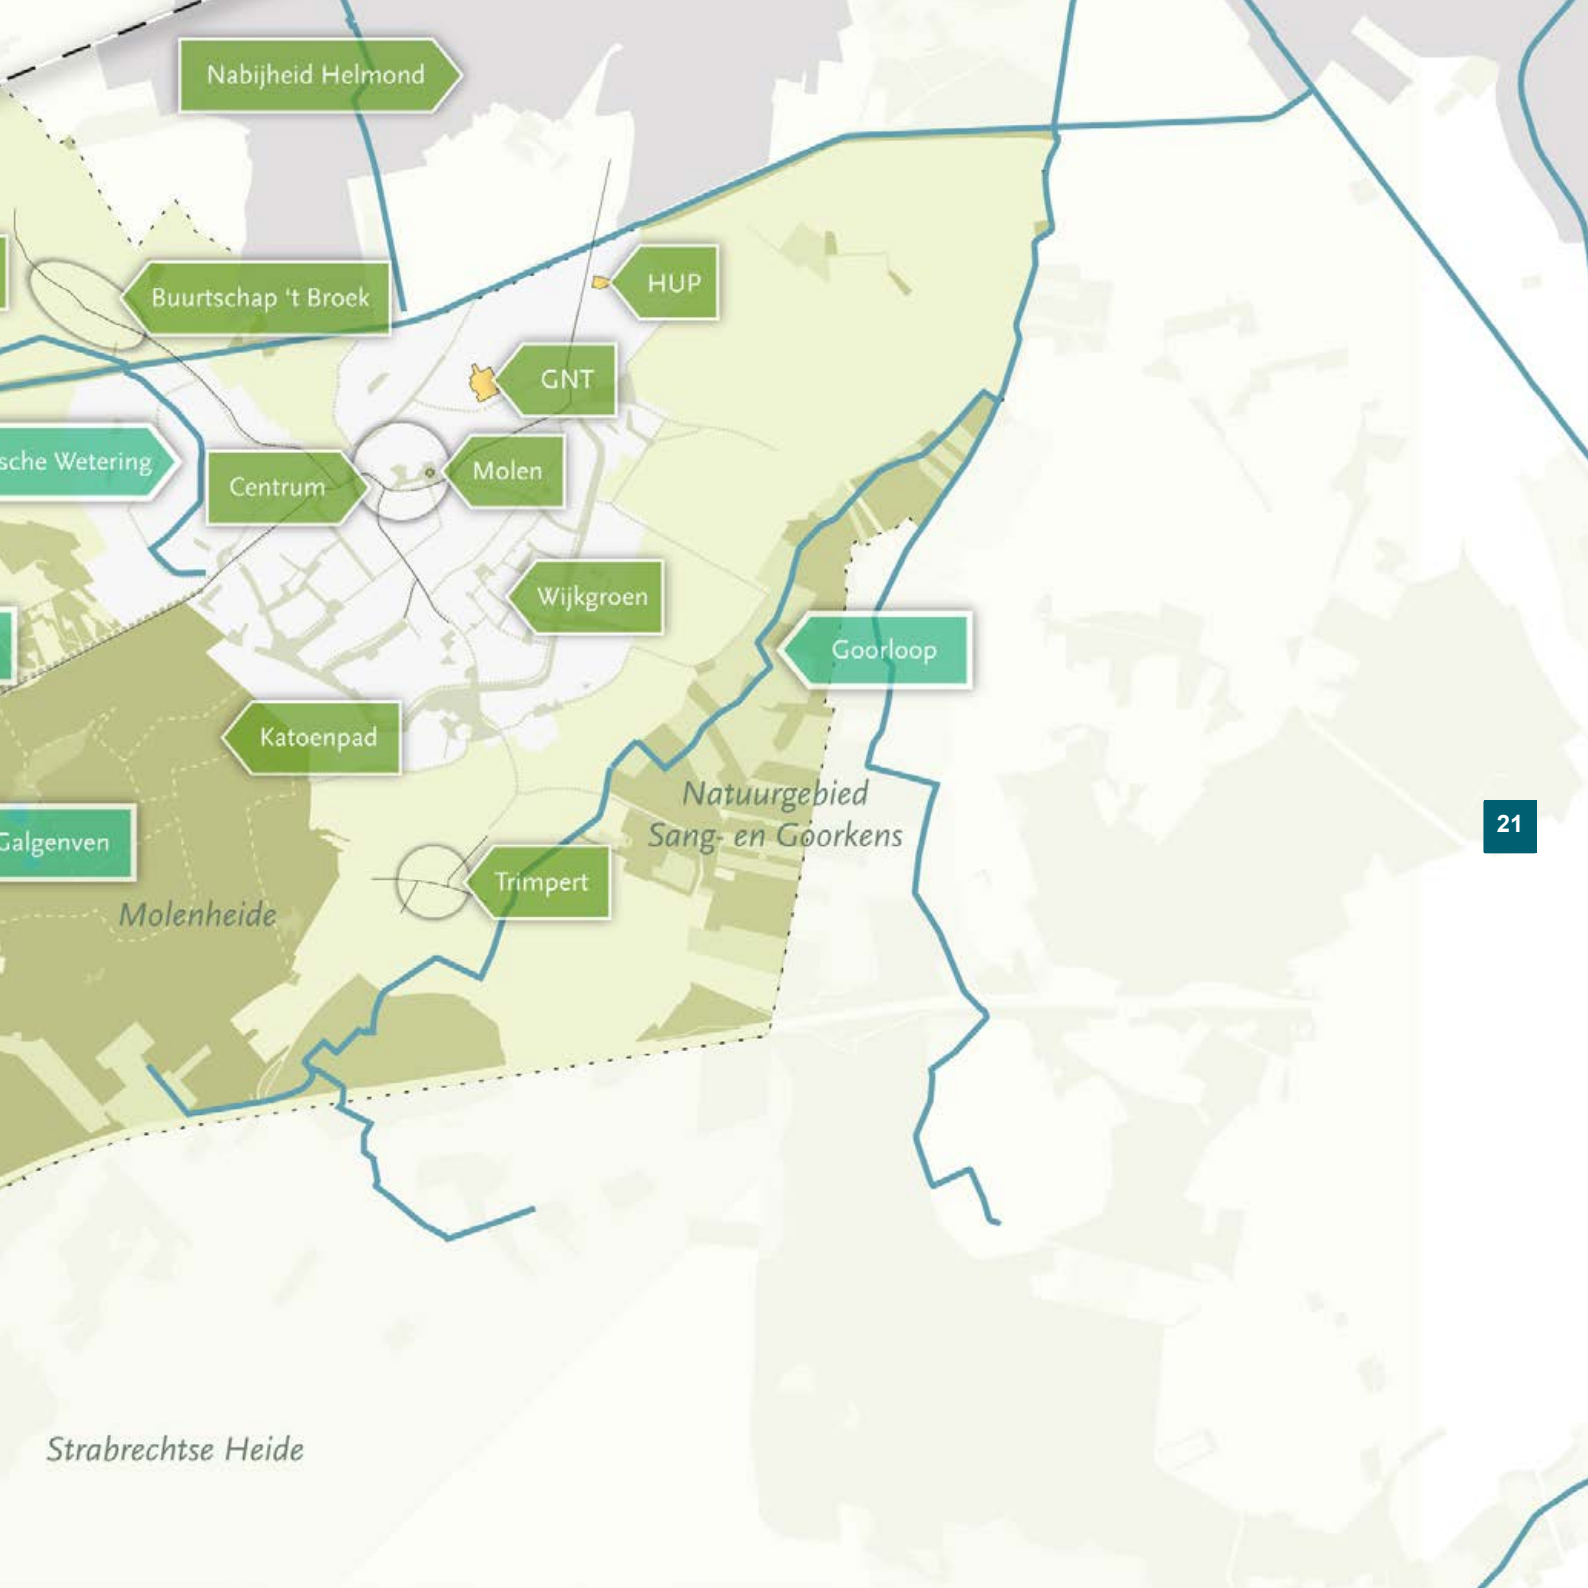 Nabijheid Helmond
HUP
Buurtschap ‘t Broek
GNT
sche Wetering
Molen
Centrum
Wijkgroen
Goorloop
Katoenpad
Natuurgebied
Sang- en Goorkens
21
Galgenven
Trimpert
Molenheide
Strabrechtse Heide